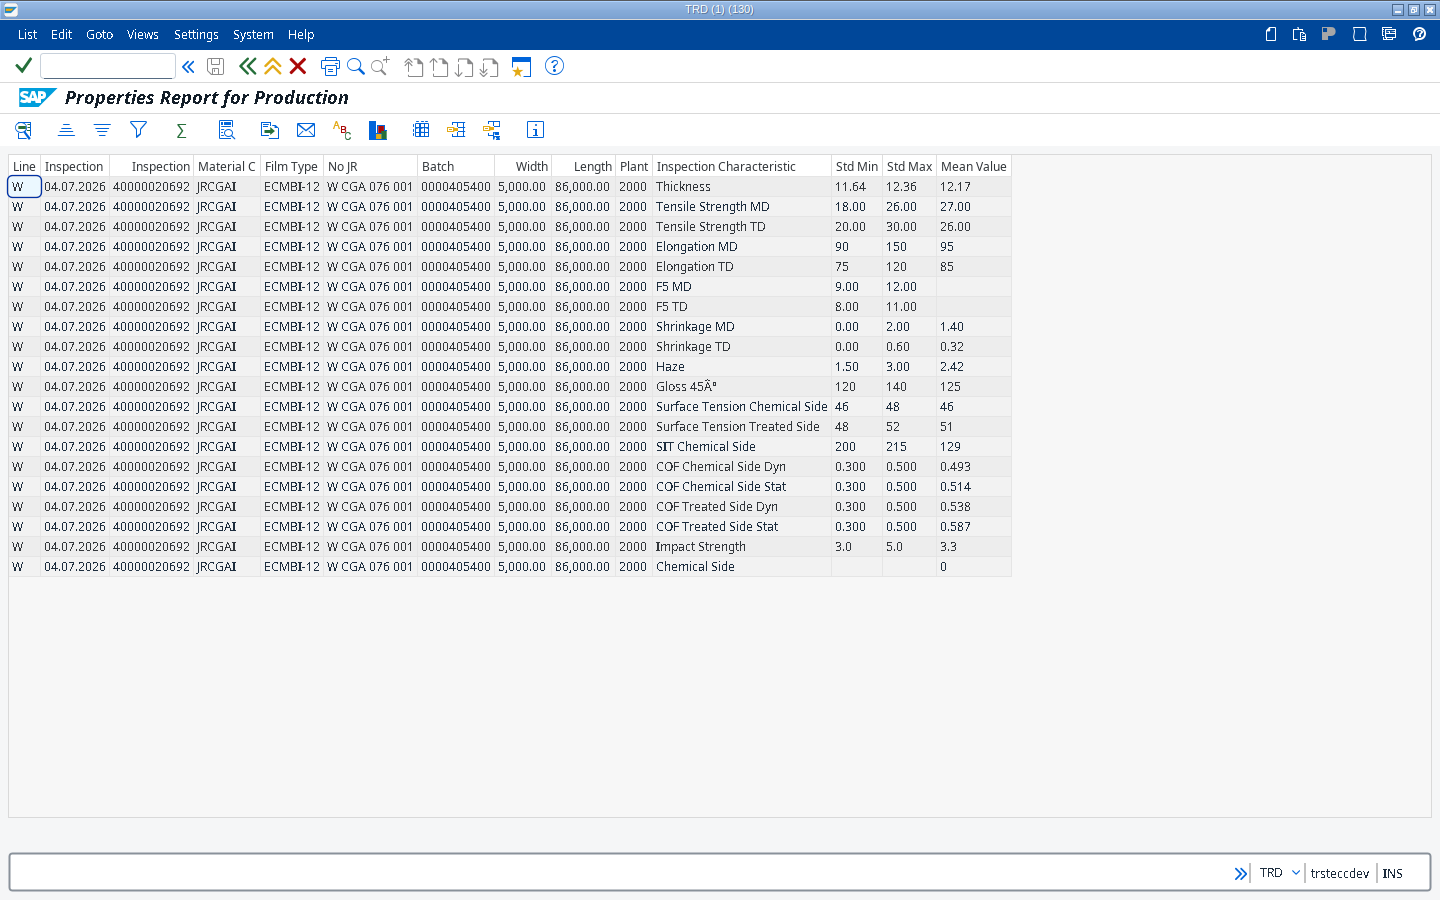 TRD (1) (130)
List Edit Goto Views Settings System Help
SAP Properties Report for Production
Line Inspection Inspection Material C Film Type No JR Batch Width Length Plant Inspection Characteristic Std Min Std Max Mean Value
W 04.07.2026 40000020692 JRCGAI ECMBI-12 W CGA 076 001 0000405400 5,000.00 86,000.00 2000 Thickness 11.64 12.36 12.17
W 04.07.2026 40000020692 JRCGAI ECMBI-12 W CGA 076 001 0000405400 5,000.00 86,000.00 2000 Tensile Strength MD 18.00 26.00 27.00
W 04.07.2026 40000020692 JRCGAI ECMBI-12 W CGA 076 001 0000405400 5,000.00 86,000.00 2000 Tensile Strength TD 20.00 30.00 26.00
W 04.07.2026 40000020692 JRCGAI ECMBI-12 W CGA 076 001 0000405400 5,000.00 86,000.00 2000 Elongation MD 90 150 95
W 04.07.2026 40000020692 JRCGAI ECMBI-12 W CGA 076 001 0000405400 5,000.00 86,000.00 2000 Elongation TD 75 120 85
W 04.07.2026 40000020692 JRCGAI ECMBI-12 W CGA 076 001 0000405400 5,000.00 86,000.00 2000 F5 MD 9.00 12.00
W 04.07.2026 40000020692 JRCGAI ECMBI-12 W CGA 076 001 0000405400 5,000.00 86,000.00 2000 F5 TD 8.00 11.00
W 04.07.2026 40000020692 JRCGAI ECMBI-12 W CGA 076 001 0000405400 5,000.00 86,000.00 2000 Shrinkage MD 0.00 2.00 1.40
W 04.07.2026 40000020692 JRCGAI ECMBI-12 W CGA 076 001 0000405400 5,000.00 86,000.00 2000 Shrinkage TD 0.00 0.60 0.32
W 04.07.2026 40000020692 JRCGAI ECMBI-12 W CGA 076 001 0000405400 5,000.00 86,000.00 2000 Haze 1.50 3.00 2.42
W 04.07.2026 40000020692 JRCGAI ECMBI-12 W CGA 076 001 0000405400 5,000.00 86,000.00 2000 Gloss 45Âº 120 140 125
W 04.07.2026 40000020692 JRCGAI ECMBI-12 W CGA 076 001 0000405400 5,000.00 86,000.00 2000 Surface Tension Chemical Side 46 48 46
W 04.07.2026 40000020692 JRCGAI ECMBI-12 W CGA 076 001 0000405400 5,000.00 86,000.00 2000 Surface Tension Treated Side 48 52 51
W 04.07.2026 40000020692 JRCGAI ECMBI-12 W CGA 076 001 0000405400 5,000.00 86,000.00 2000 SIT Chemical Side 200 215 129
W 04.07.2026 40000020692 JRCGAI ECMBI-12 W CGA 076 001 0000405400 5,000.00 86,000.00 2000 COF Chemical Side Dyn 0.300 0.500 0.493
W 04.07.2026 40000020692 JRCGAI ECMBI-12 W CGA 076 001 0000405400 5,000.00 86,000.00 2000 COF Chemical Side Stat 0.300 0.500 0.514
W 04.07.2026 40000020692 JRCGAI ECMBI-12 W CGA 076 001 0000405400 5,000.00 86,000.00 2000 COF Treated Side Dyn 0.300 0.500 0.538
W 04.07.2026 40000020692 JRCGAI ECMBI-12 W CGA 076 001 0000405400 5,000.00 86,000.00 2000 COF Treated Side Stat 0.300 0.500 0.587
W 04.07.2026 40000020692 JRCGAI ECMBI-12 W CGA 076 001 0000405400 5,000.00 86,000.00 2000 Impact Strength 3.0 5.0 3.3
W 04.07.2026 40000020692 JRCGAI ECMBI-12 W CGA 076 001 0000405400 5,000.00 86,000.00 2000 Chemical Side 0
TRD trsteccdev INS